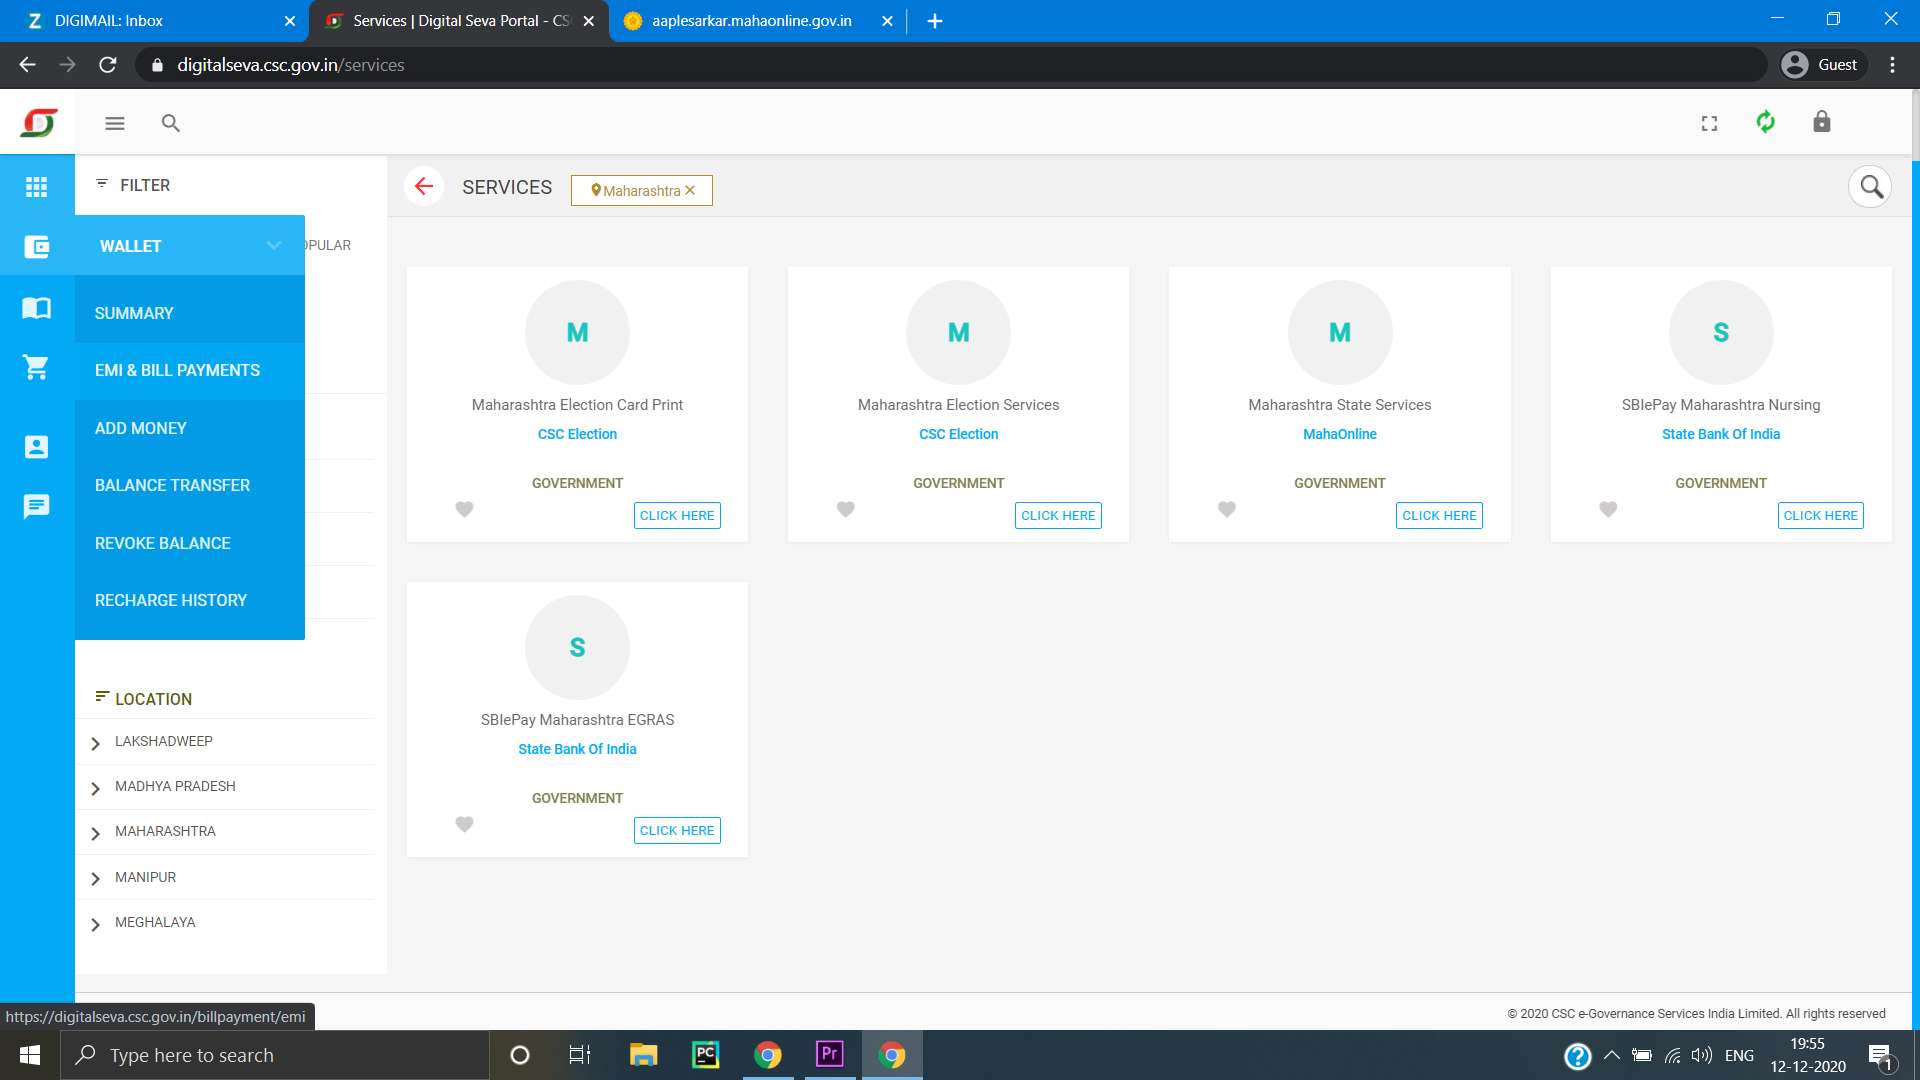 DIGIMAIL: Inbox
Services | Digital Seva Portal - CS
aaplesarkar.mahaonline.gov.in
digitalseva.csc.gov.in/services
Guest
FILTER
SERVICES
Maharashtra
WALLET
OPULAR
SUMMARY
EMI & BILL PAYMENTS
ADD MONEY
BALANCE TRANSFER
REVOKE BALANCE
RECHARGE HISTORY
LOCATION
LAKSHADWEEP
MADHYA PRADESH
MAHARASHTRA
MANIPUR
MEGHALAYA
M
Maharashtra Election Card Print
CSC Election
GOVERNMENT
CLICK HERE
M
Maharashtra Election Services
CSC Election
GOVERNMENT
CLICK HERE
M
Maharashtra State Services
MahaOnline
GOVERNMENT
CLICK HERE
S
SBIePay Maharashtra Nursing
State Bank Of India
GOVERNMENT
CLICK HERE
S
SBIePay Maharashtra EGRAS
State Bank Of India
GOVERNMENT
CLICK HERE
https://digitalseva.csc.gov.in/billpayment/emi
© 2020 CSC e-Governance Services India Limited. All rights reserved
Type here to search
PC
Pr
ENG
19:55
12-12-2020
1